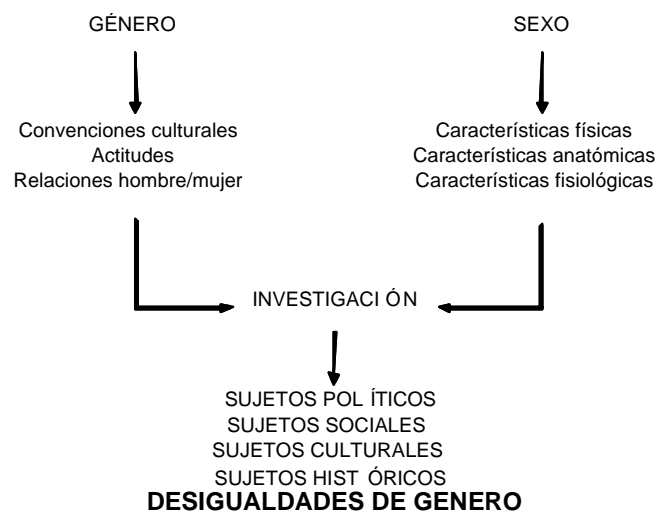 GÉNERO
SEXO
Convenciones culturales
Actitudes
Relaciones hombre/mujer
Características físicas
Características anatómicas
Características fisiológicas
INVESTIGACI ÓN
SUJETOS POL ÍTICOS
SUJETOS SOCIALES
SUJETOS CULTURALES
SUJETOS HIST ÓRICOS
DESIGUALDADES DE GENERO